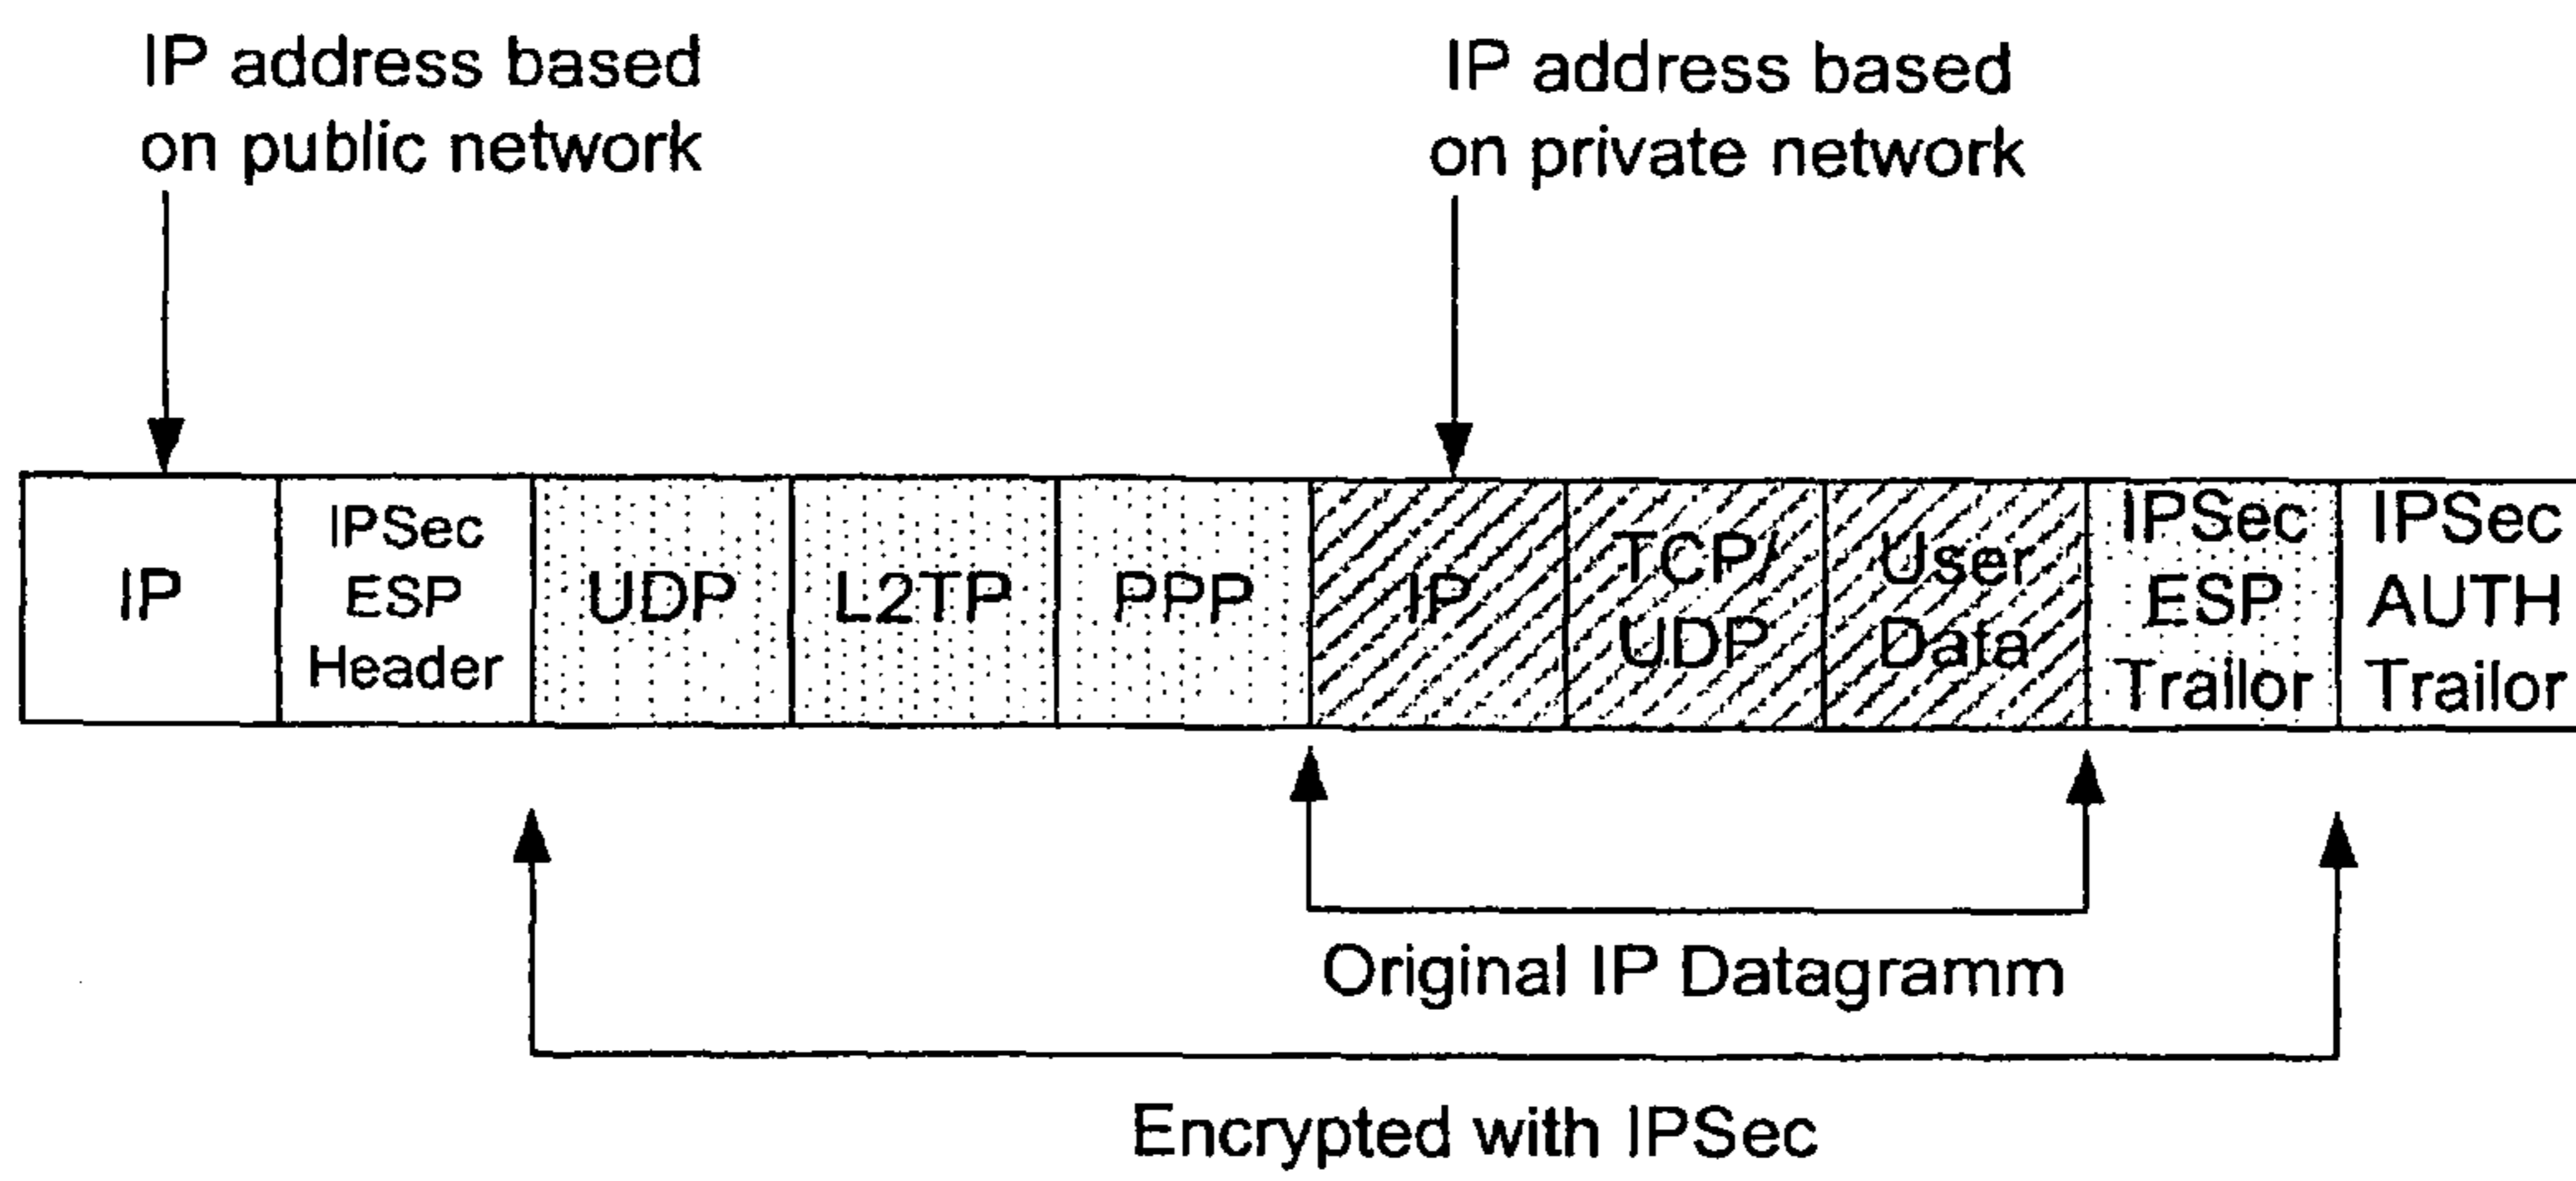 IP address based
on public network
IP address based
on private network
IP
IPSec
ESP
Header
UDP
L2TP
PPP
IP
TCP/
UDP
User
Data
IPSec
ESP
Trailor
IPSec
AUTH
Trailor
Original IP Datagramm
Encrypted with IPSec